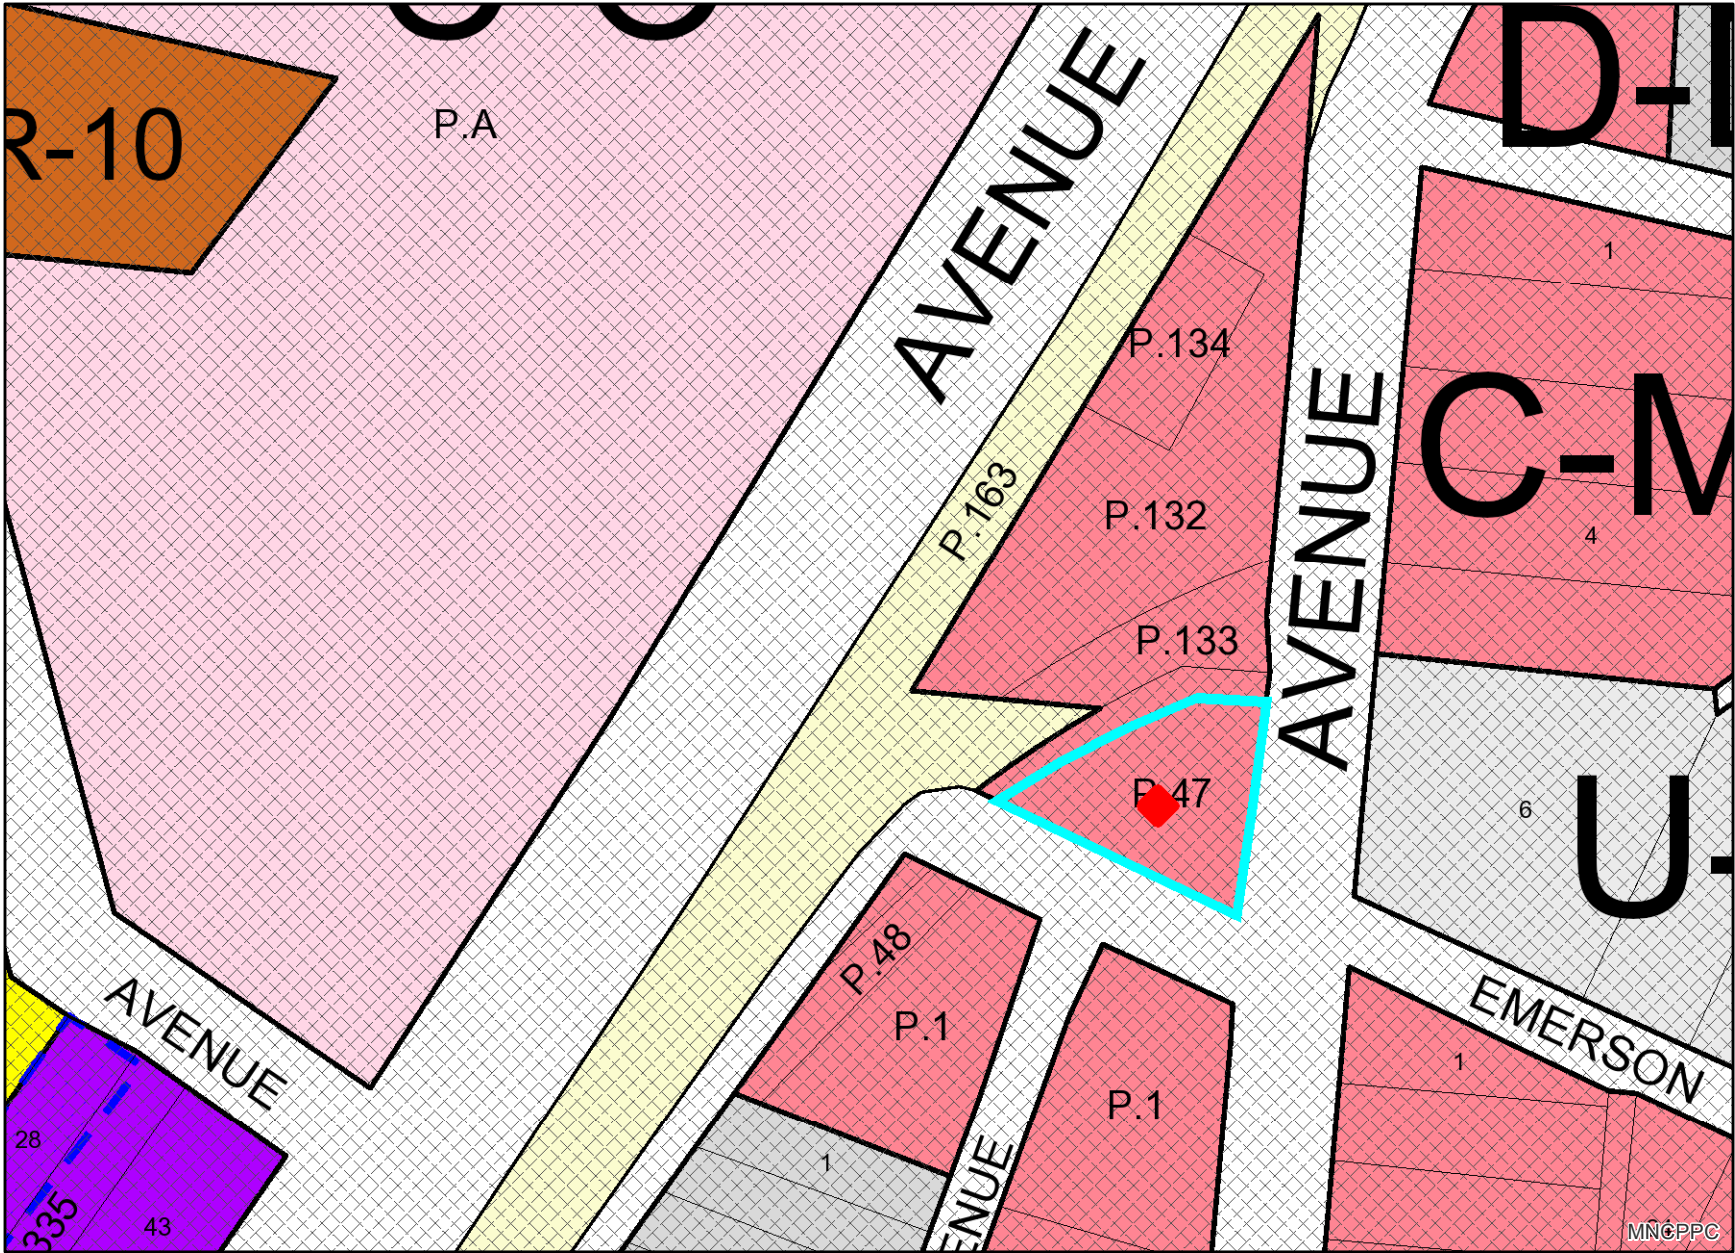 D-
R-10
P.A
AVENUE
1
P.134
C-M
AVENUE
P.163
P.132
4
P.133
P.47
6
U-
P.48
AVENUE
P.1
EMERSON
1
P.1
28
1
335
43
ENUE
MNCPPC